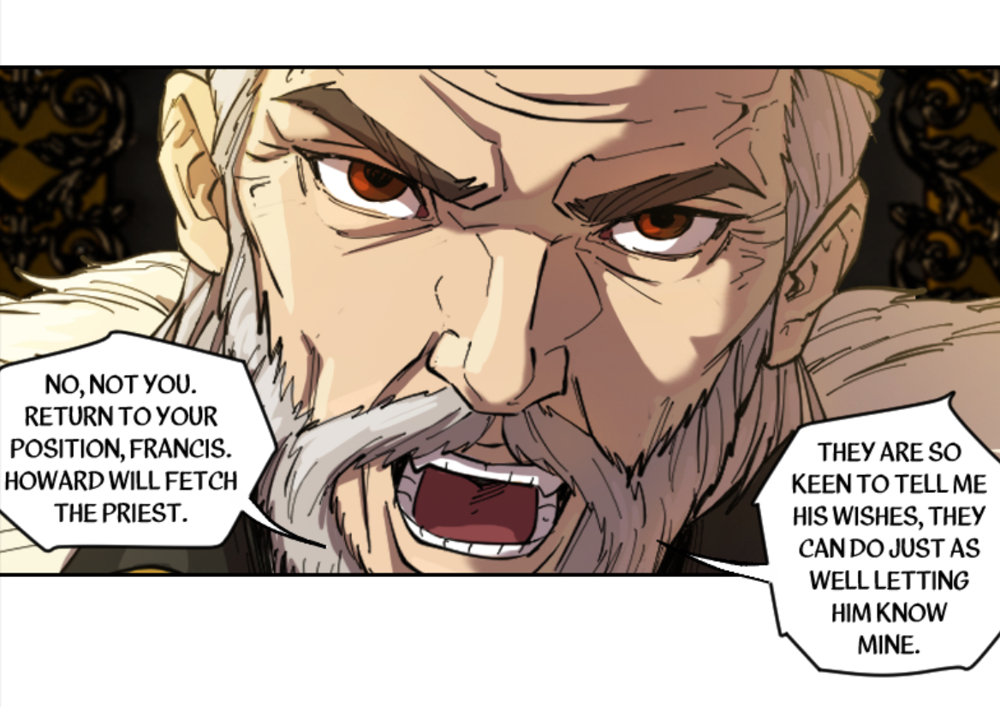 NO, NOT YOU.
RETURN TO YOUR
POSITION, FRANCIS.
HOWARD WILL FETCH
THE PRIEST.
THEY ARE SO
KEEN TO TELL ME
HIS WISHES, THEY
CAN DO JUST AS
WELL LETTING
HIM KNOW
MINE.